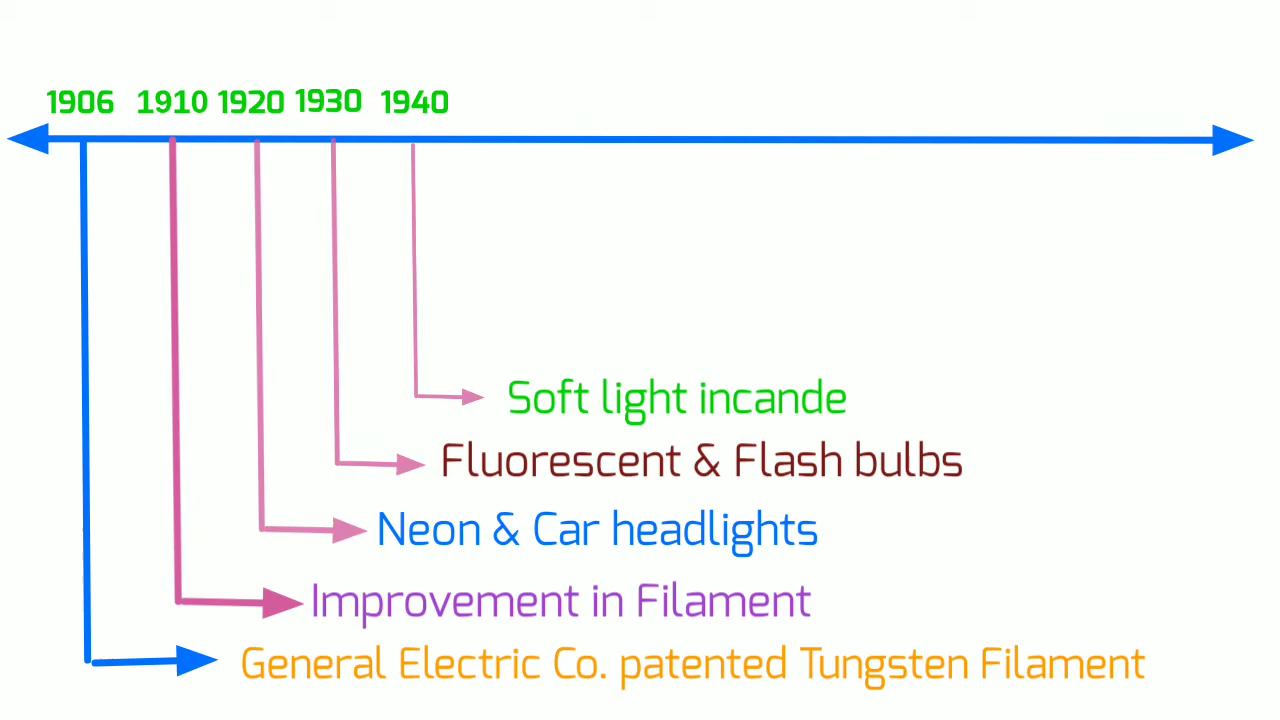 1906 1910 1920 1930 1940
Soft light incande
Fluorescent & Flash bulbs
Neon & Car headlights
Improvement in Filament
General Electric Co. patented Tungsten Filament